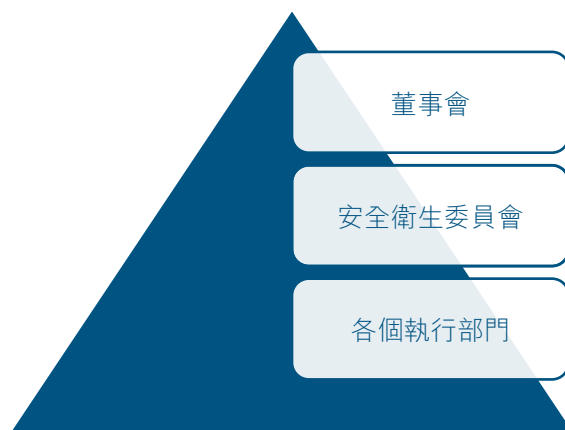 董事會
安全衛生委員會
各個執行部門